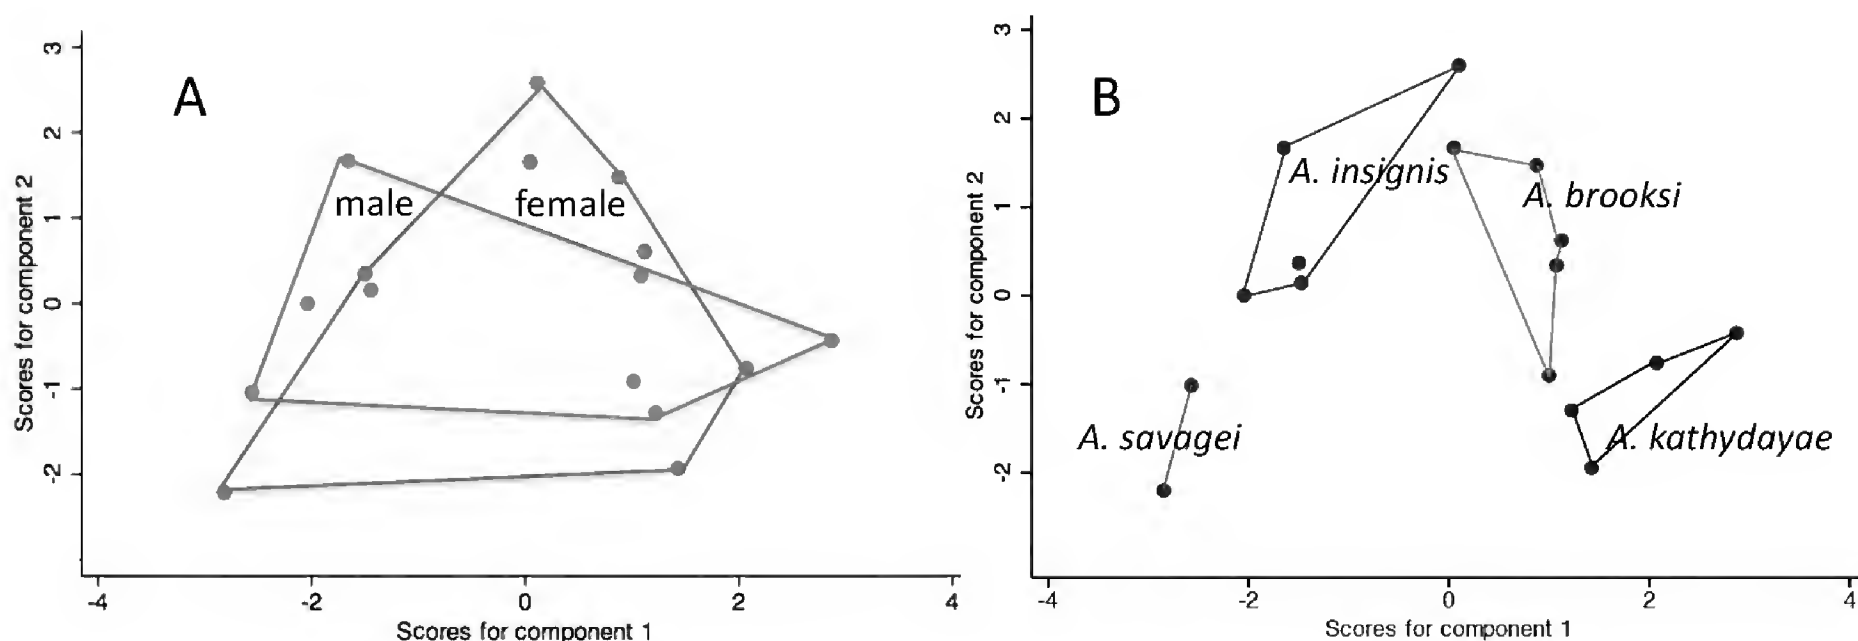 A
3
2
1
0
-1
-2
Scores for component 2
male
female
-4
-2
0
2
4
Scores for component 1
B
3
2
1
0
-1
-2
Scores for component 2
A. insignis
A. brooksi
A. savagei
A. kathydayae
-4
-2
0
2
4
Scores for component 1